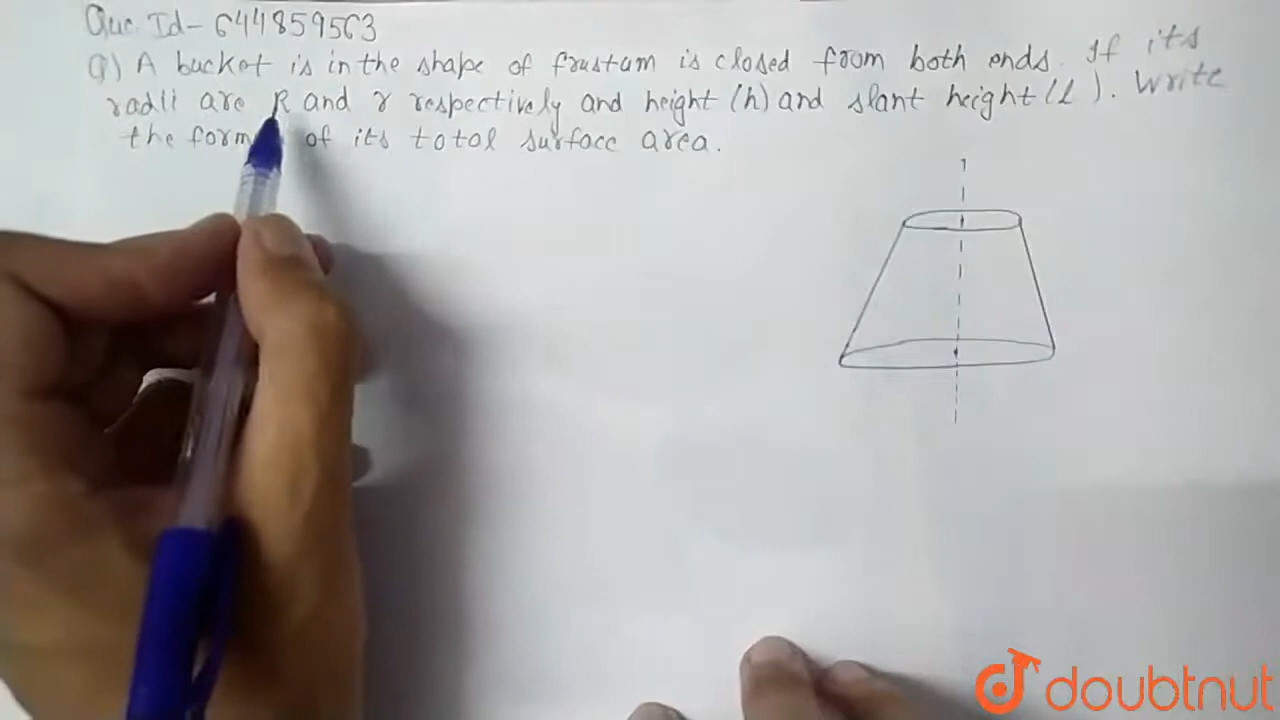 Que. Id- 644859563
Q) A bucket is in the shape of frustum is closed from both ends. If its
radii are R and r respectively and height (h) and slant height (l). Write
the form of its total surface area.
doubtnut